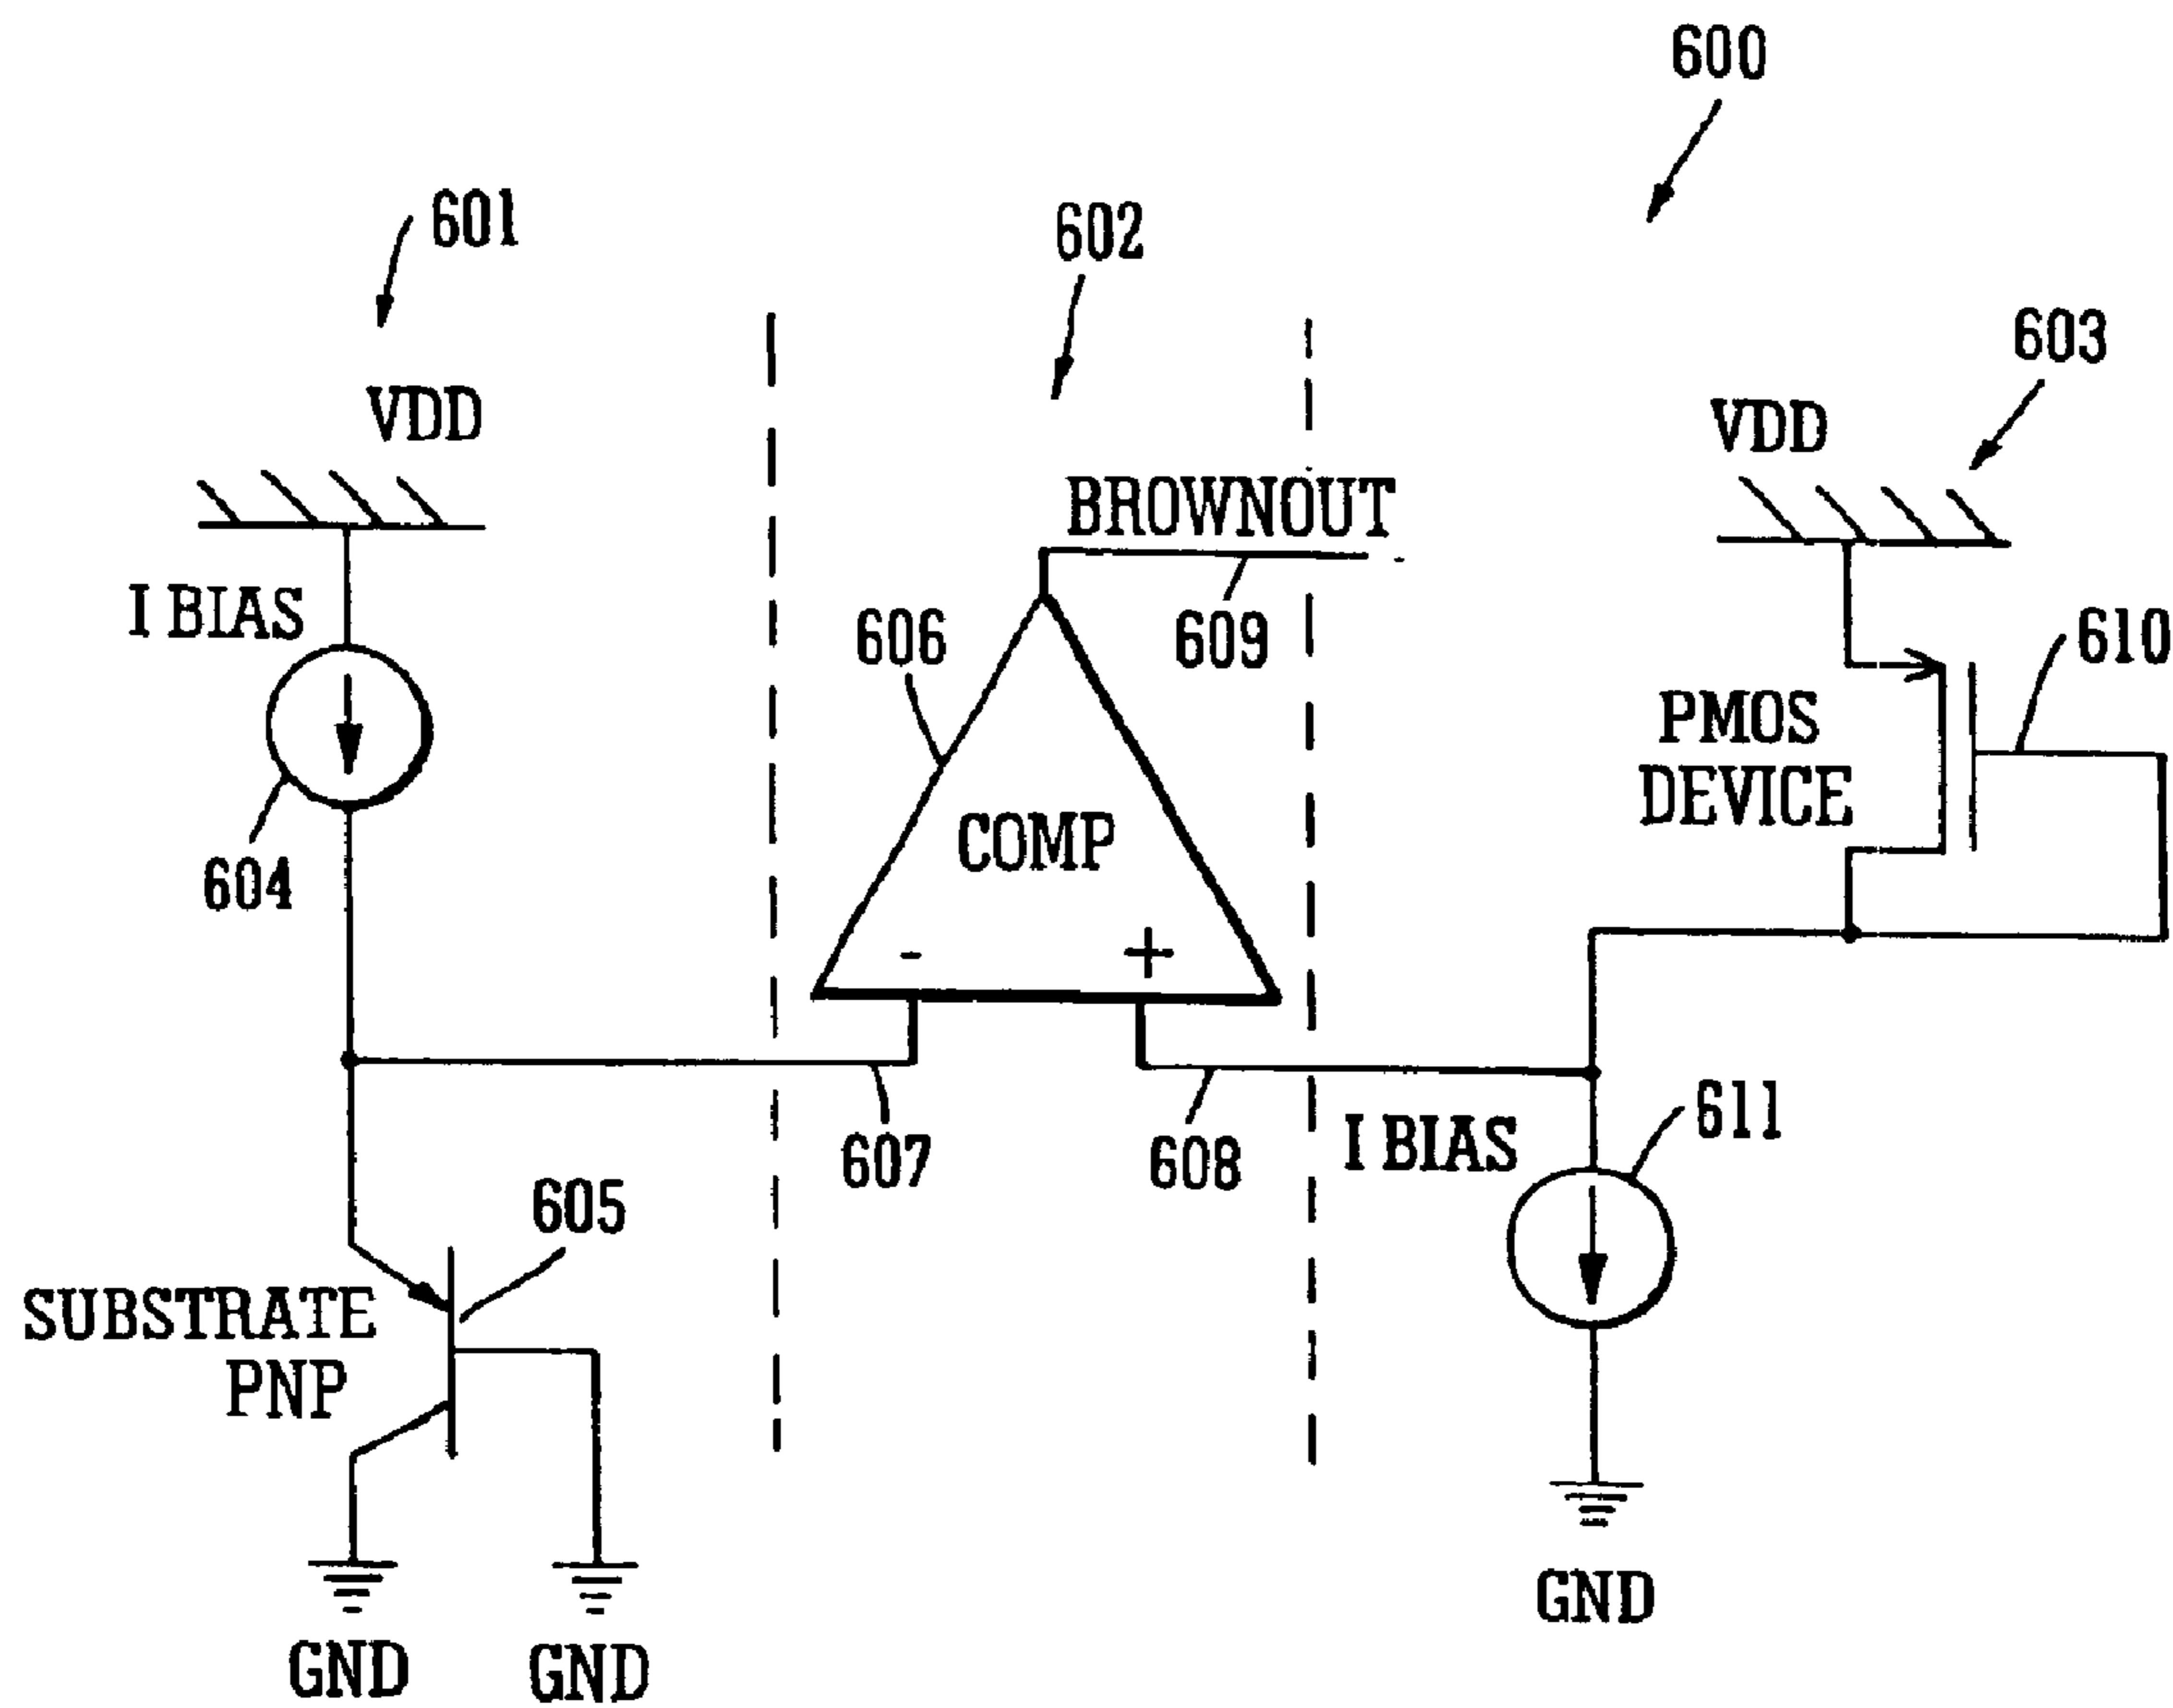 600
601
602
603
VDD
VDD
BROWNOUT
I BIAS
606
609
610
PMOS
DEVICE
COMP
604
-
+
607
608
I BIAS
611
605
SUBSTRATE
PNP
GND
GND
GND